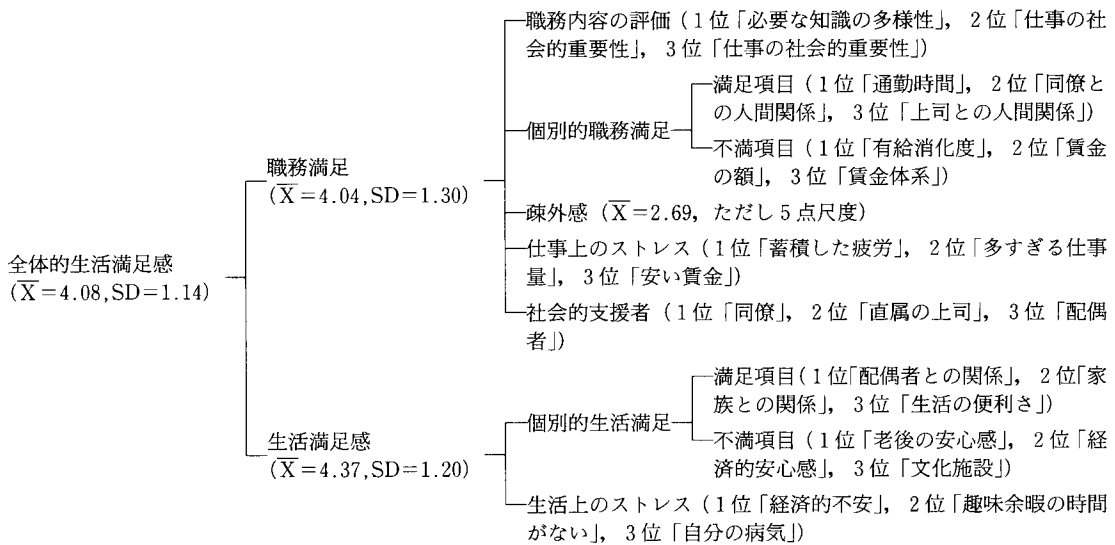 職務内容の評価（1位「必要な知識の多様性」，2位「仕事の社
会的重要性」，3位「仕事の社会的重要性」）
満足項目（1位「通勤時間」，2位「同僚と
の人間関係」，3位「上司との人間関係」）
個別的職務満足
不満項目（1位「有給消化度」，2位「賃金
の額」，3位「賃金体系」）
職務満足
(X̄=4.04,SD=1.30)
疎外感（X̄=2.69，ただし5点尺度）
仕事上のストレス（1位「蓄積した疲労」，2位「多すぎる仕事
量」，3位「安い賃金」）
社会的支援者（1位「同僚」，2位「直属の上司」，3位「配偶
者」）
全体的生活満足感
(X̄=4.08,SD=1.14)
満足項目（1位「配偶者との関係」，2位「家
族との関係」，3位「生活の便利さ」）
個別的生活満足
不満項目（1位「老後の安心感」，2位「経
済的安心感」，3位「文化施設」）
生活満足感
(X̄=4.37,SD=1.20)
生活上のストレス（1位「経済的不安」，2位「趣味余暇の時間
がない」，3位「自分の病気」）